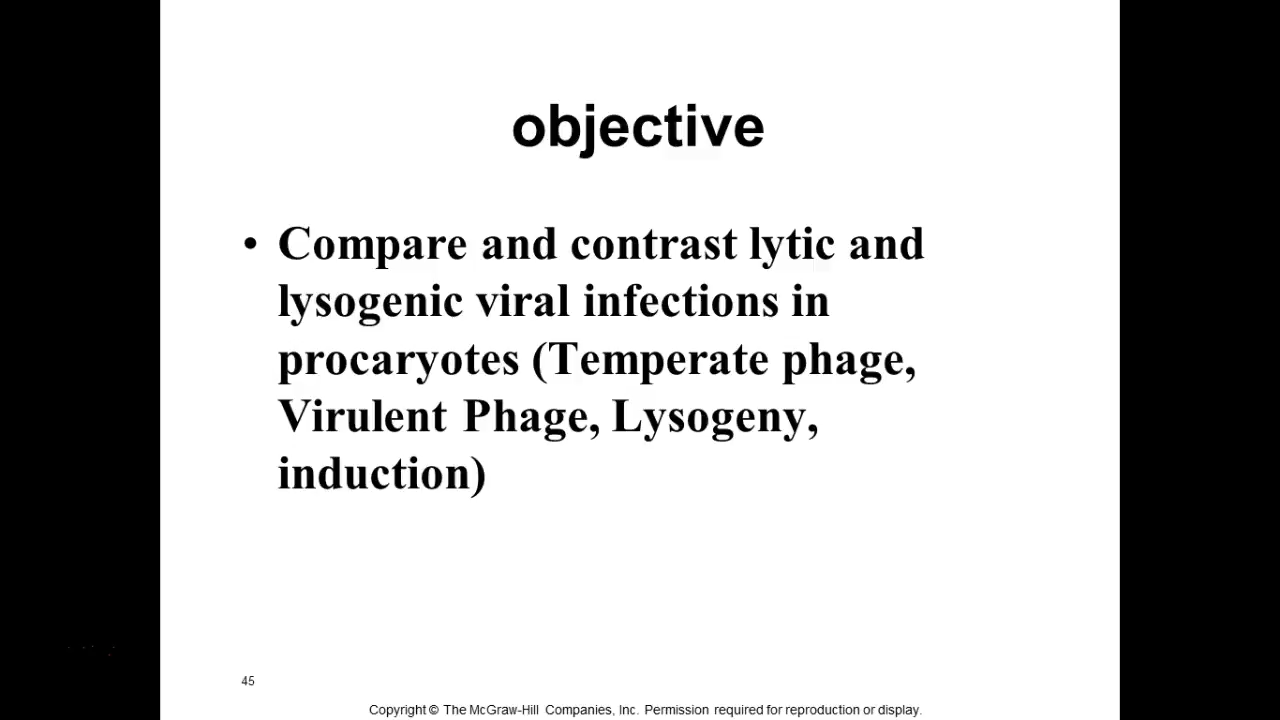 objective
• Compare and contrast lytic and
lysogenic viral infections in
procaryotes (Temperate phage,
Virulent Phage, Lysogeny,
induction)
45
Copyright © The McGraw-Hill Companies, Inc. Permission required for reproduction or display.